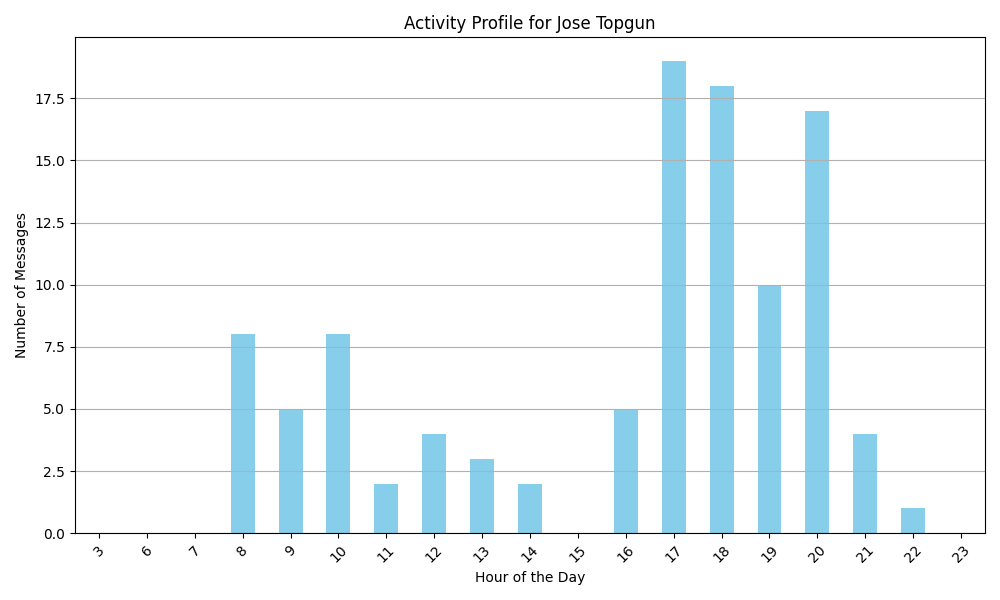 Activity Profile for Jose Topgun
Number of Messages
17.5
15.0
12.5
10.0
7.5
5.0
2.5
0.0
3 6 7 8 9 10 11 12 13 14 15 16 17 18 19 20 21 22 23
Hour of the Day